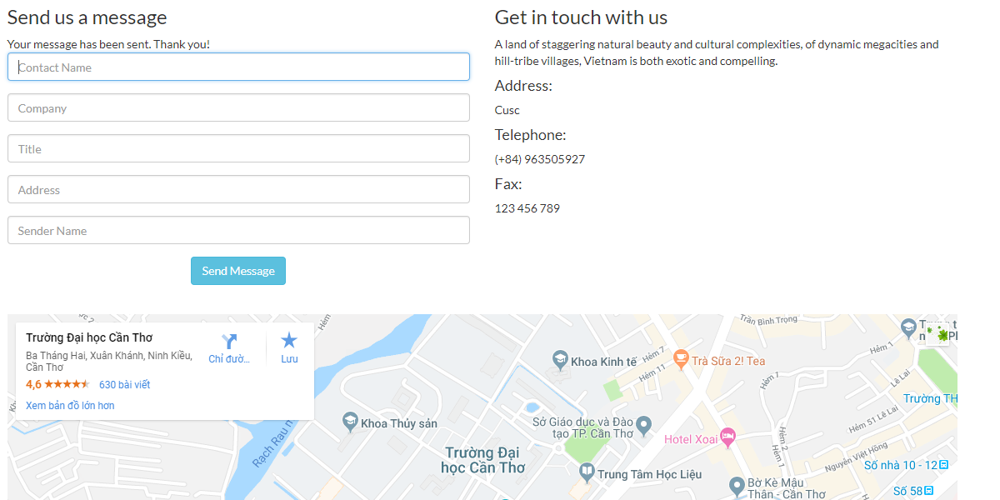 Send us a message
Your message has been sent. Thank you!
Contact Name
Company
Title
Address
Sender Name
Send Message
Get in touch with us
A land of staggering natural beauty and cultural complexities, of dynamic megacities and
hill-tribe villages, Vietnam is both exotic and compelling.
Address:
Cusc
Telephone:
(+84) 963505927
Fax:
123 456 789
Trường Đại học Cần Thơ
Ba Tháng Hai, Xuân Khánh, Ninh Kiều,
Cần Thơ
4,6
630 bài viết
Xem bản đồ lớn hơn
Chỉ đườ...
Lưu
Hẻm
Trần Bình Trọng
Hẻm 1
Khoa Kinh tế
Hẻm 7
Hẻm 11
Trà Sữa 2! Tea
Hẻm 7
Lê Lai
Trường TH
Khoa Thủy sản
Sở Giáo dục và Đào
tạo TP. Cần Thơ
Hotel Xoai
Hẻm 51 Lê Lai
Hẻm 2
Hẻm 1
Rạch Rau m
Trường Đại
học Cần Thơ
Nguyễn Việt Hồng
Số nhà 10 - 12
Trung Tâm Học Liệu
Bờ Kè Mậu
Thân - Cần Thơ
Số 58